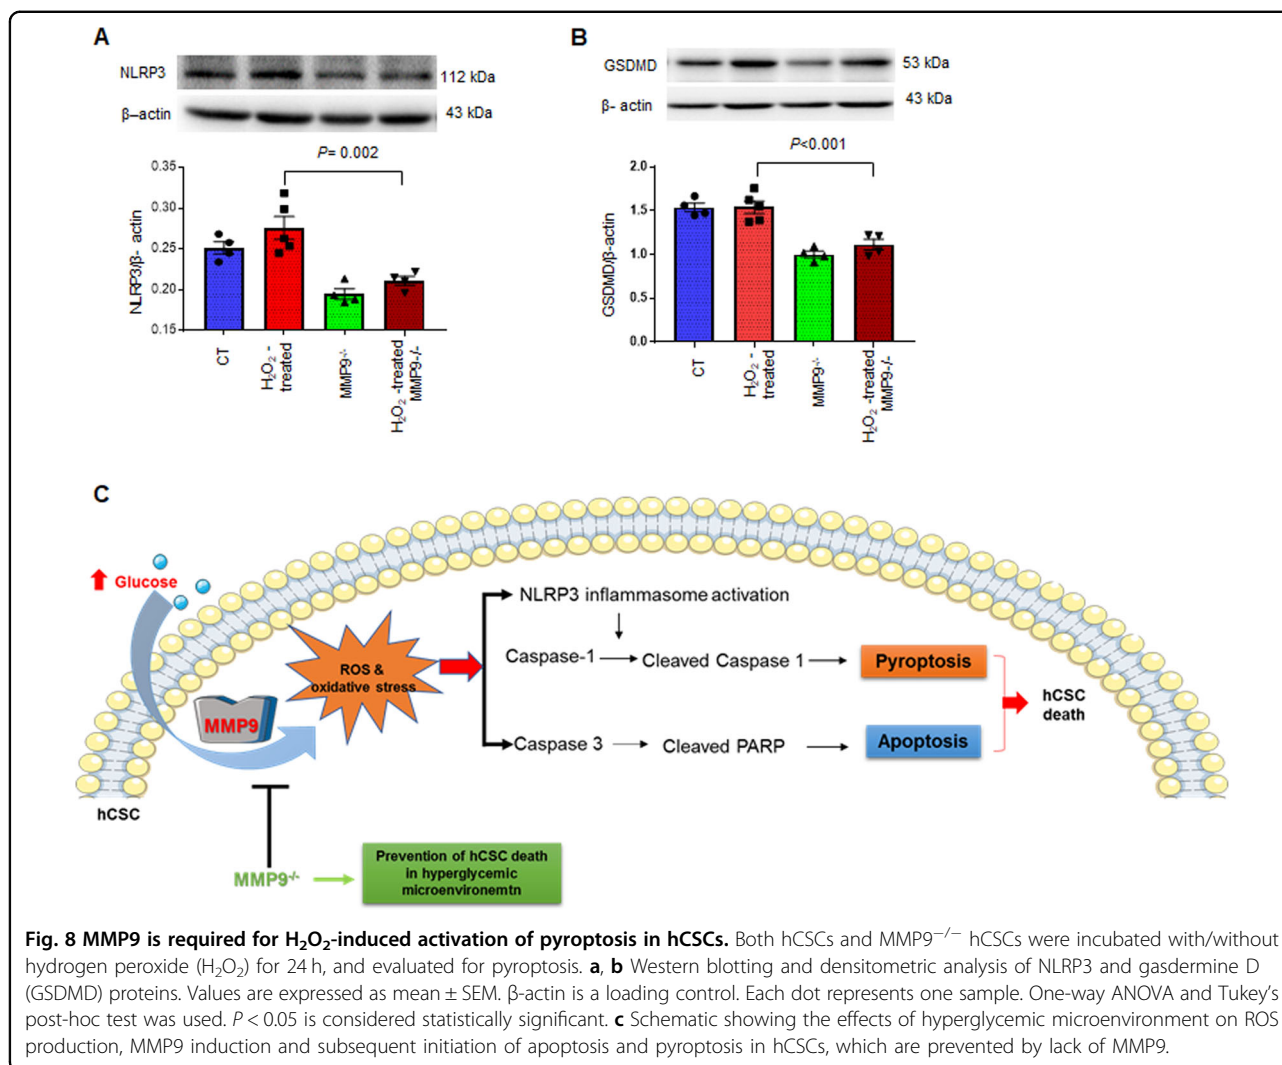 A
NLRP3
112 kDa
β–actin
43 kDa
P= 0.002
NLRP3/β- actin
0.35
0.30
0.25
0.20
0.15
CT
H₂O₂ -
treated
MMP9-/-
H₂O₂ -treated
MMP9-/-
B
GSDMD
53 kDa
β- actin
43 kDa
P<0.001
GSDMD/β-actin
2.0
1.5
1.0
0.5
0.0
CT
H₂O₂ -
treated
MMP9-/-
H₂O₂ -treated
MMP9-/-
C
Glucose
NLRP3 inflammasome activation
ROS &
oxidative stress
Caspase-1
Cleaved Caspase 1
Pyroptosis
hCSC
death
MMP9
Caspase 3
Cleaved PARP
Apoptosis
hCSC
MMP9-/-
Prevention of hCSC death
in hyperglycemic
microenvironemtn
Fig. 8 MMP9 is required for H₂O₂-induced activation of pyroptosis in hCSCs. Both hCSCs and MMP9−/− hCSCs were incubated with/without
hydrogen peroxide (H₂O₂) for 24 h, and evaluated for pyroptosis. a, b Western blotting and densitometric analysis of NLRP3 and gasdermine D
(GSDMD) proteins. Values are expressed as mean ± SEM. β-actin is a loading control. Each dot represents one sample. One-way ANOVA and Tukey's
post-hoc test was used. P < 0.05 is considered statistically significant. c Schematic showing the effects of hyperglycemic microenvironment on ROS
production, MMP9 induction and subsequent initiation of apoptosis and pyroptosis in hCSCs, which are prevented by lack of MMP9.